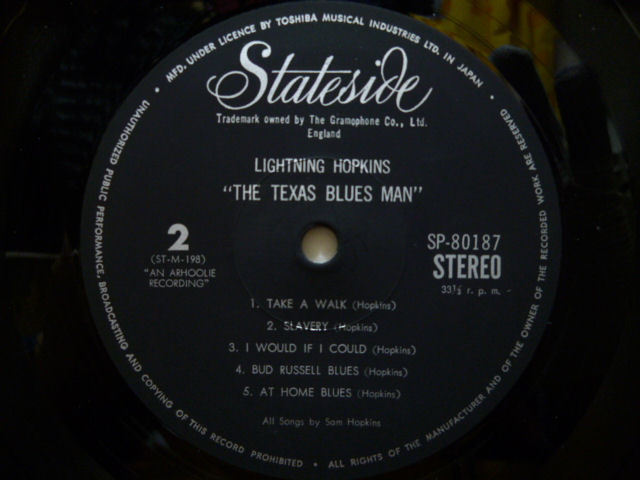 • MFD. UNDER LICENCE BY TOSHIBA MUSICAL INDUSTRIES LTD. IN JAPAN •
Stateside
Trademark owned by The Gramophone Co., Ltd.
England
LIGHTNING HOPKINS
"THE TEXAS BLUES MAN"
2
(ST-M-198)
"AN ARHOOLIE
RECORDING"
SP-80187
STEREO
33⅓ r. p. m.
1. TAKE A WALK (Hopkins)
2. SLAVERY (Hopkins)
3. I WOULD IF I COULD (Hopkins)
4. BUD RUSSELL BLUES (Hopkins)
5. AT HOME BLUES (Hopkins)
All Songs by Sam Hopkins
UNAUTHORIZED PUBLIC PERFORMANCE, BROADCASTING AND COPYING OF THIS RECORD PROHIBITED • ALL RIGHTS OF THE MANUFACTURER AND OF THE OWNER OF THE RECORDED WORK ARE RESERVED